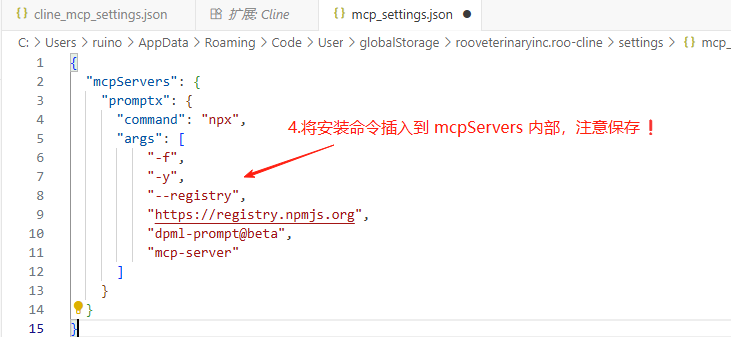 cline_mcp_settings.json 扩展: Cline mcp_settings.json
C: > Users > ruino > AppData > Roaming > Code > User > globalStorage > rooveterinaryinc.roo-cline > settings > {} mcp_
1 {
2 "mcpServers": {
3 "promptx": {
4 "command": "npx",
5 "args": [
6 "-f",
7 "-y",
8 "--registry",
9 "https://registry.npmjs.org",
10 "dpml-prompt@beta",
11 "mcp-server"
12 ]
13 }
14 }
15 }
4.将安装命令插入到 mcpServers 内部，注意保存❗